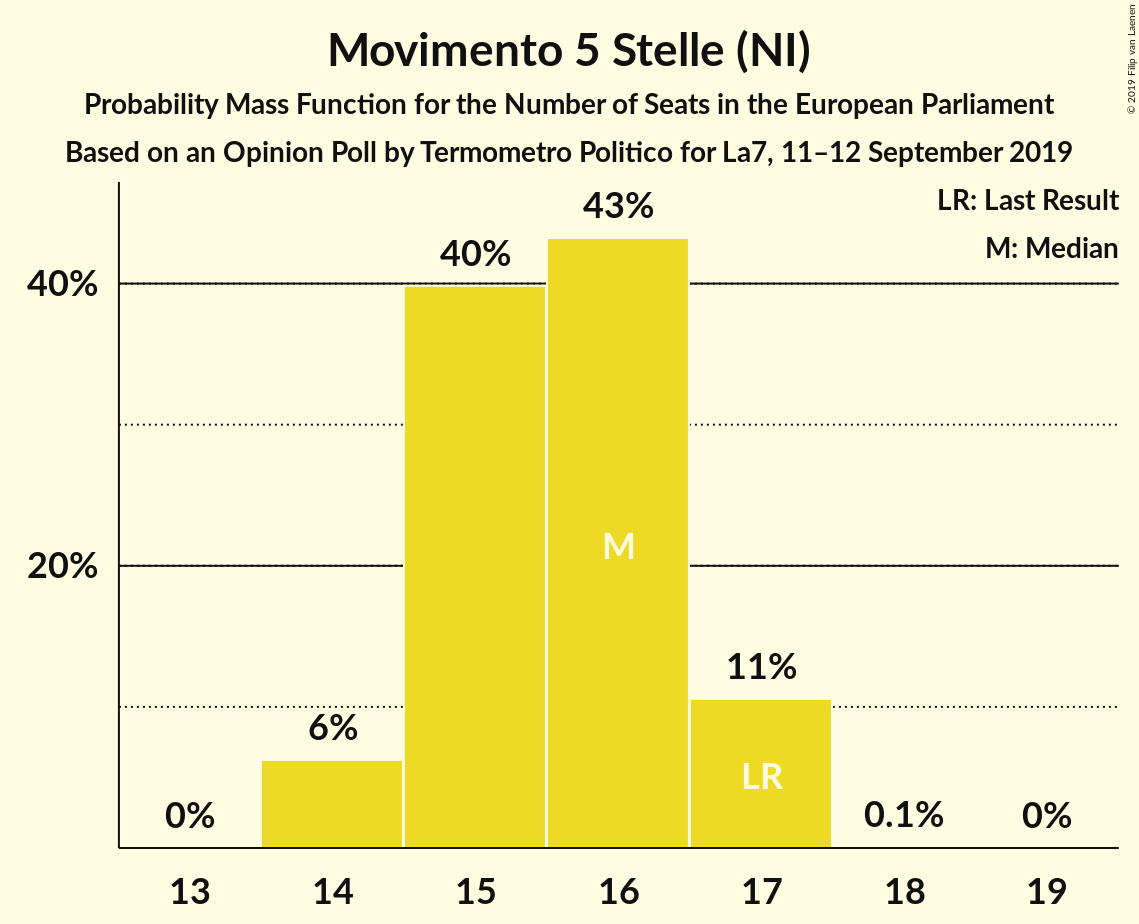 Movimento 5 Stelle (NI)
Probability Mass Function for the Number of Seats in the European Parliament
Based on an Opinion Poll by Termometro Politico for La7, 11–12 September 2019
© 2019 Filip van Laenen
LR: Last Result
M: Median
43%
40%
40%
M
20%
11%
6%
LR
0%
0.1%
0%
13 14 15 16 17 18 19